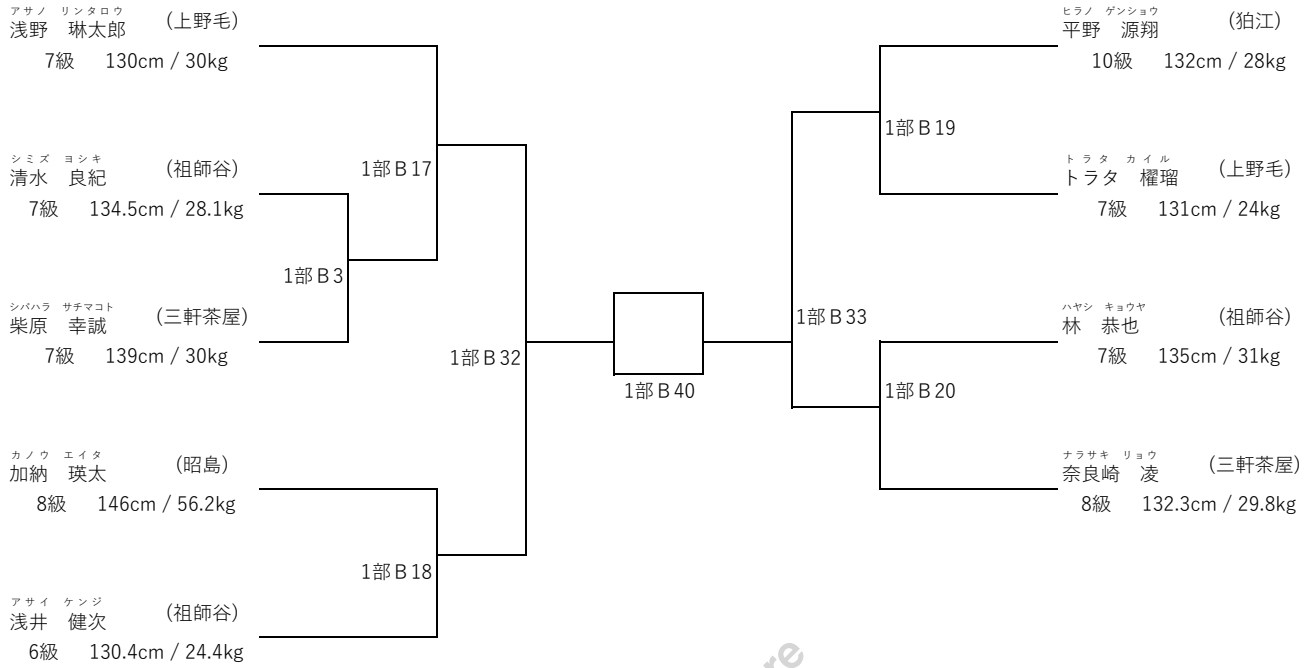 アサノ リンタロウ
浅野 琳太郎 (上野毛)
7級 130cm / 30kg
シミズ ヨシキ
清水 良紀 (祖師谷)
7級 134.5cm / 28.1kg
シバハラ サチマコト
柴原 幸誠 (三軒茶屋)
7級 139cm / 30kg
カノウ エイタ
加納 瑛太 (昭島)
8級 146cm / 56.2kg
アサイ ケンジ
浅井 健次 (祖師谷)
6級 130.4cm / 24.4kg
1部B17
1部B3
1部B32
1部B18
1部B40
1部B33
1部B19
1部B20
ヒラノ ゲンショウ
平野 源翔 (狛江)
10級 132cm / 28kg
トラタ カイル
トラタ 櫂瑠 (上野毛)
7級 131cm / 24kg
ハヤシ キョウヤ
林 恭也 (祖師谷)
7級 135cm / 31kg
ナラサキ リョウ
奈良崎 凌 (三軒茶屋)
8級 132.3cm / 29.8kg
re